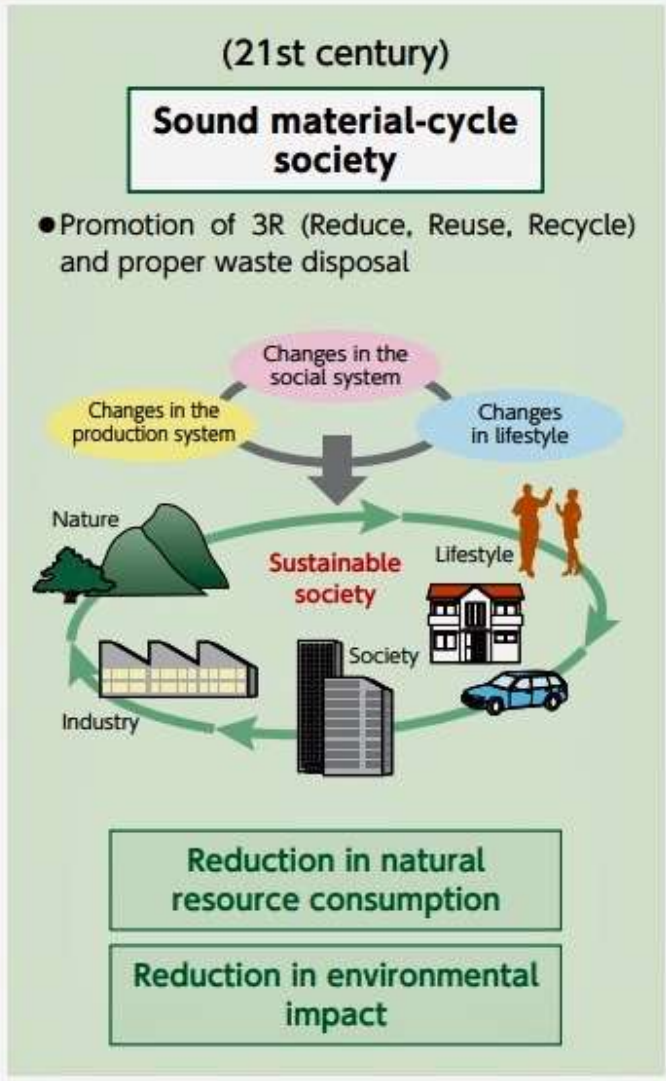 (21st century)
Sound material-cycle
society
●Promotion of 3R (Reduce, Reuse, Recycle)
and proper waste disposal
Changes in the
social system
Changes in the
production system
Changes
in lifestyle
Nature
Lifestyle
Sustainable
society
Society
Industry
Reduction in natural
resource consumption
Reduction in environmental
impact